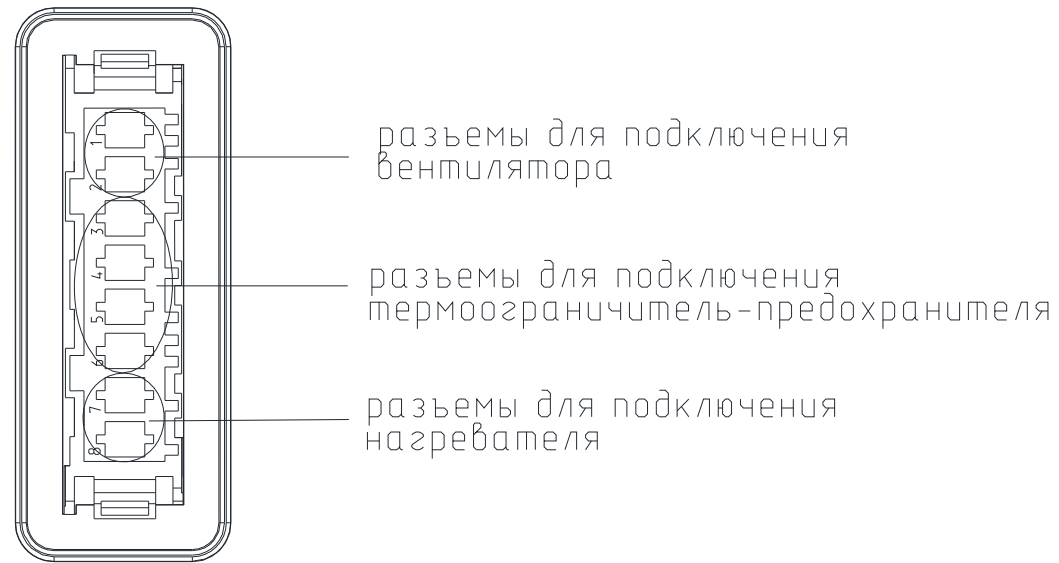 1
разъемы для подключения
вентилятора
2
3
4
разъемы для подключения
термоограничитель-предохранителя
5
6
7
разъемы для подключения
нагревателя
8